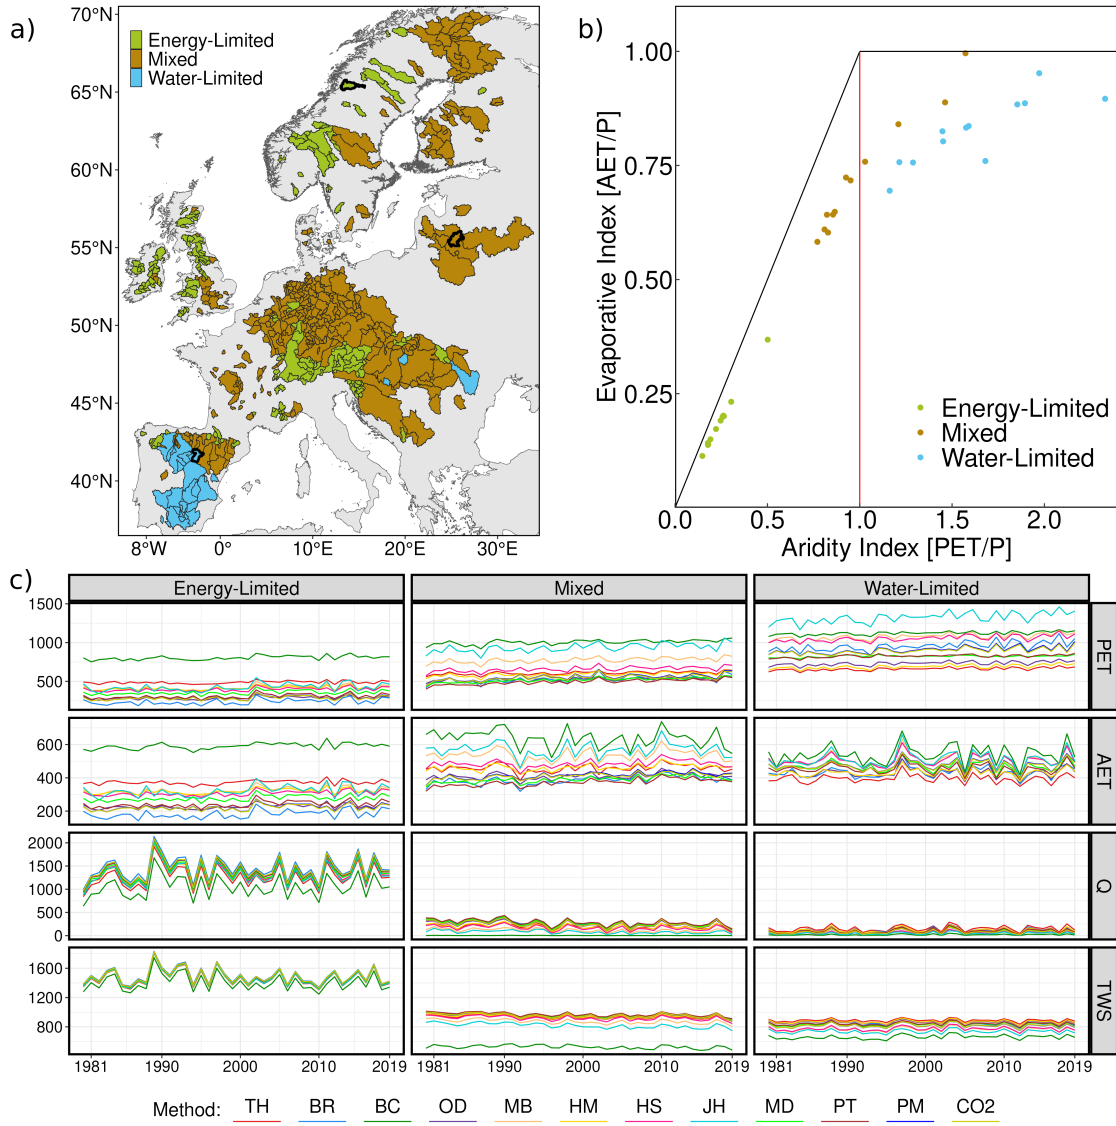 a)
Energy-Limited
Mixed
Water-Limited
70°N
65°N
60°N
55°N
50°N
45°N
40°N
8°W 0° 10°E 20°E 30°E
b)
Evaporative Index [AET/P]
1.00
0.75
0.50
0.25
Energy-Limited
Mixed
Water-Limited
0.0 0.5 1.0 1.5 2.0
Aridity Index [PET/P]
c)
Energy-Limited Mixed Water-Limited
1500
1000
500
PET
600
400
200
AET
2000
1500
1000
500
0
Q
1600
1200
800
TWS
1981 1990 2000 2010 2019 1981 1990 2000 2010 2019 1981 1990 2000 2010 2019
Method: TH BR BC OD MB HM HS JH MD PT PM CO2